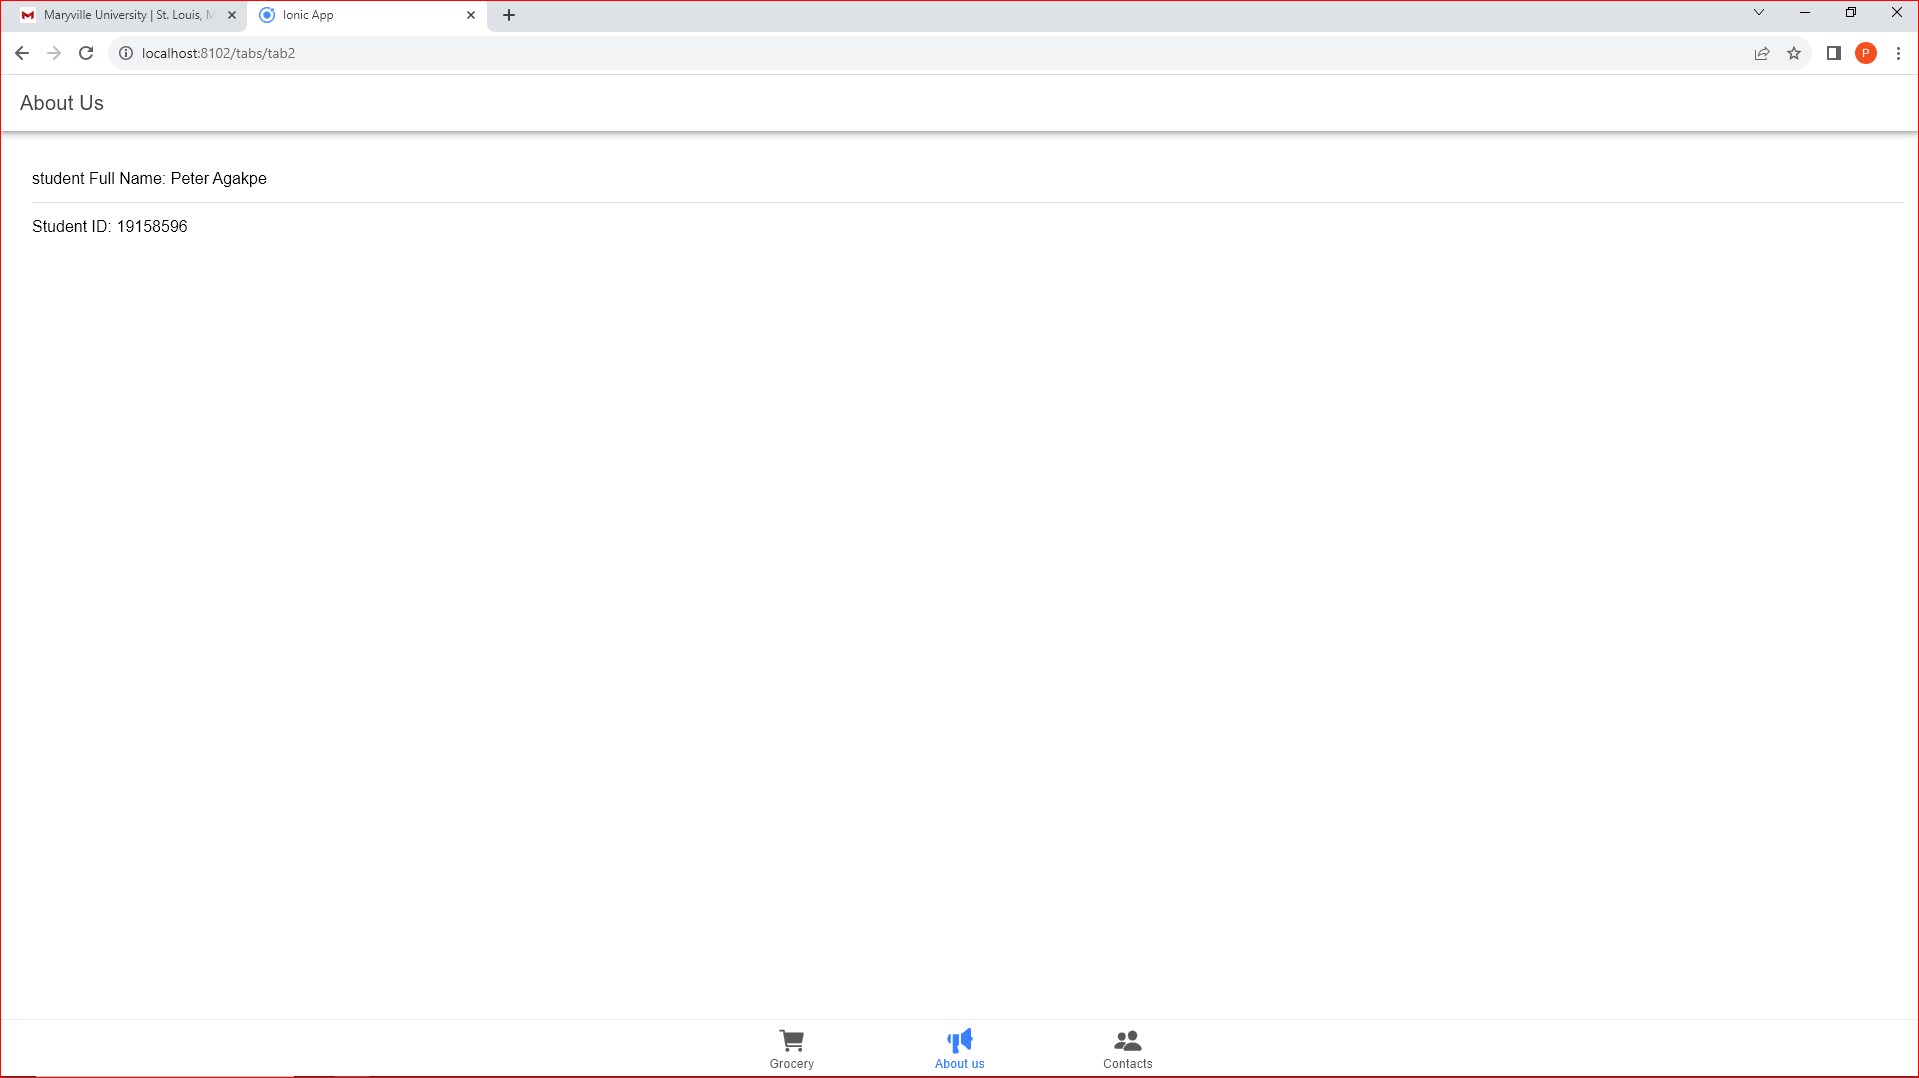 Maryville University | St. Louis, M
Ionic App
localhost:8102/tabs/tab2
P
About Us
student Full Name: Peter Agakpe
Student ID: 19158596
Grocery
About us
Contacts